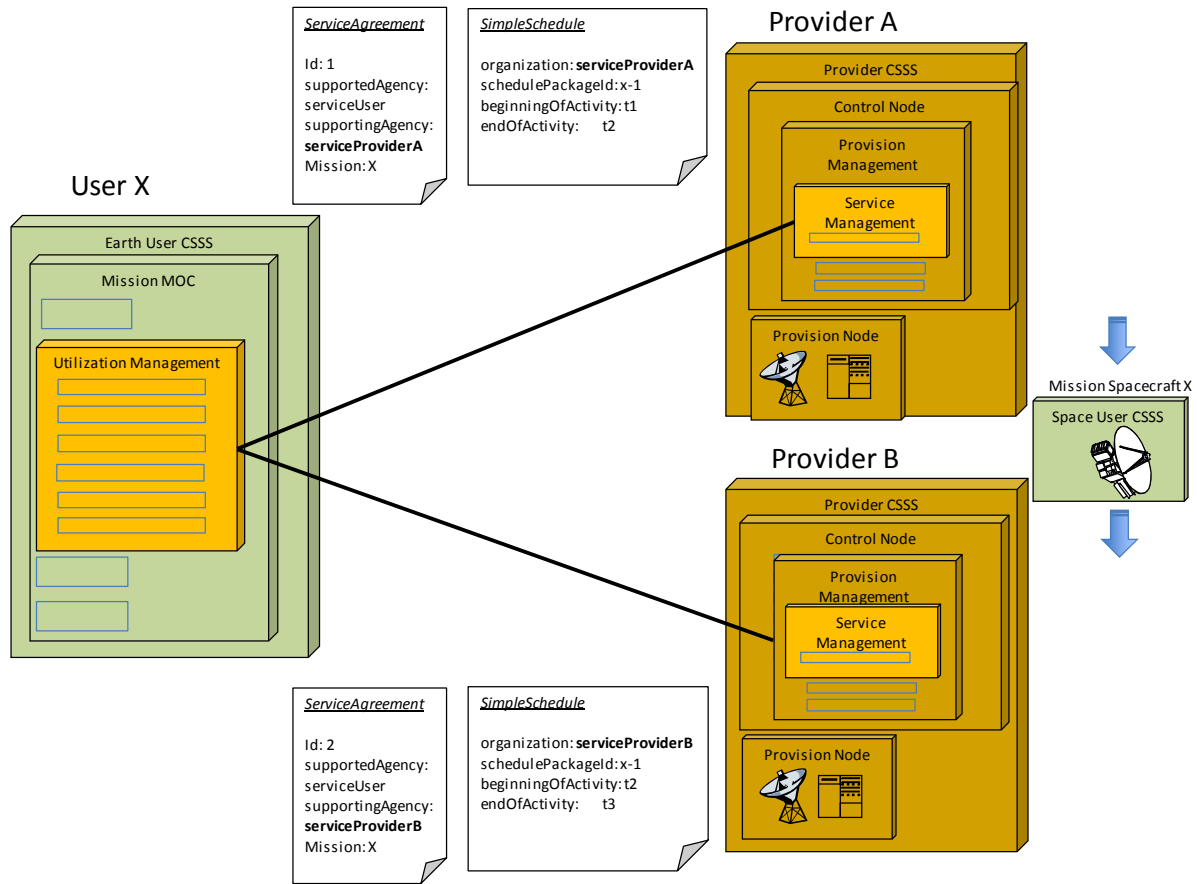 Provider A
ServiceAgreement
Id: 1
supportedAgency:
serviceUser
supportingAgency:
serviceProviderA
Mission: X
SimpleSchedule
organization: serviceProviderA
schedulePackageId: x-1
beginningOfActivity: t1
endOfActivity: t2
Provider CSSS
Control Node
Provision
Management
Service
Management
Provision Node
User X
Earth User CSSS
Mission MOC
Utilization Management
Mission Spacecraft X
Space User CSSS
Provider B
Provider CSSS
Control Node
Provision
Management
Service
Management
Provision Node
ServiceAgreement
Id: 2
supportedAgency:
serviceUser
supportingAgency:
serviceProviderB
Mission: X
SimpleSchedule
organization: serviceProviderB
schedulePackageId: x-1
beginningOfActivity: t2
endOfActivity: t3